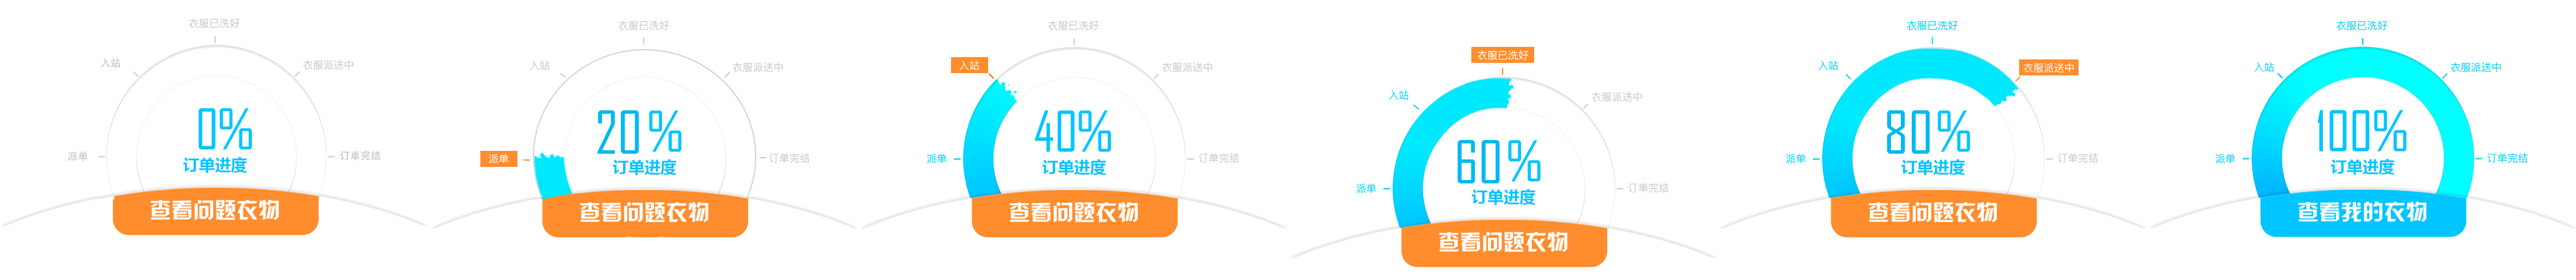 衣服已洗好
入站
衣服派送中
0%
派单
订单进度
订单完结
查看问题衣物
衣服已洗好
入站
衣服派送中
20%
派单
订单进度
订单完结
查看问题衣物
衣服已洗好
入站
衣服派送中
40%
派单
订单进度
订单完结
查看问题衣物
衣服已洗好
入站
衣服派送中
60%
派单
订单进度
订单完结
查看问题衣物
衣服已洗好
入站
衣服派送中
80%
派单
订单进度
订单完结
查看问题衣物
衣服已洗好
入站
衣服派送中
100%
派单
订单进度
订单完结
查看我的衣物